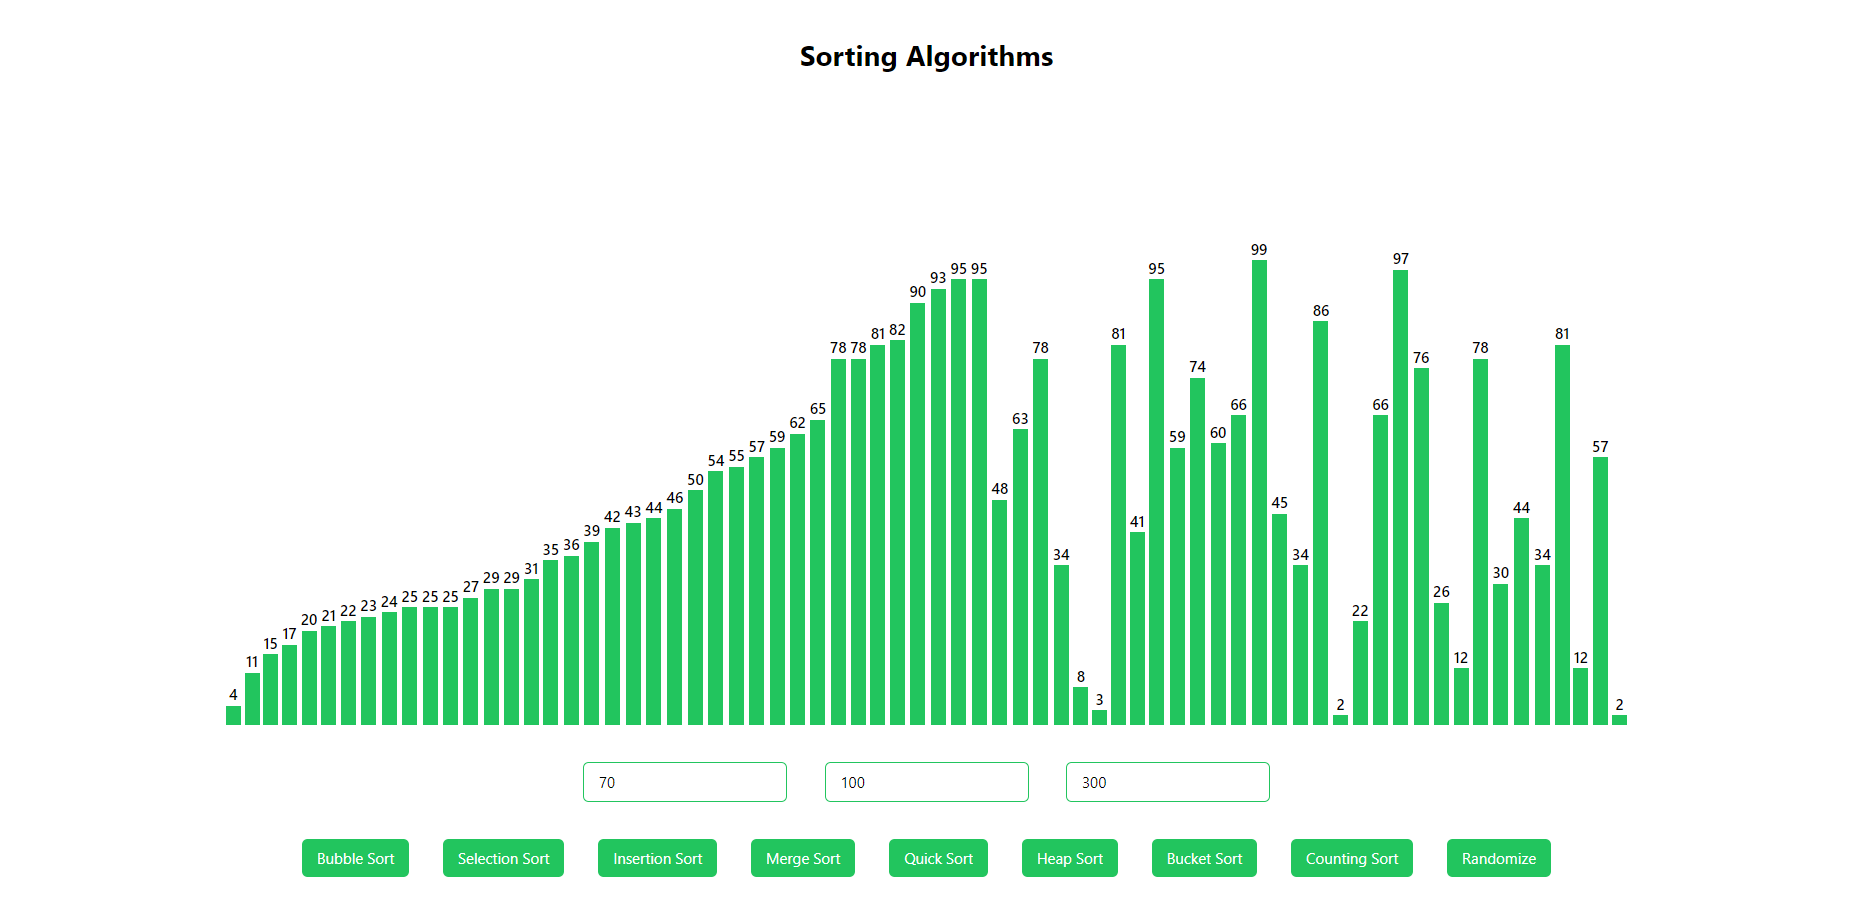 Sorting Algorithms
4 11 15 17 20 21 22 23 24 25 25 25 27 29 29 31 35 36 39 42 43 44 46 50 54 55 57 59 62 65 78 78 81 82 90 93 95 95 48 63 78 34 8 3 81 41 95 59 74 60 66 99 45 34 86 2 22 66 97 76 26 12 78 30 44 34 81 12 57 2
70 100 300
Bubble Sort Selection Sort Insertion Sort Merge Sort Quick Sort Heap Sort Bucket Sort Counting Sort Randomize